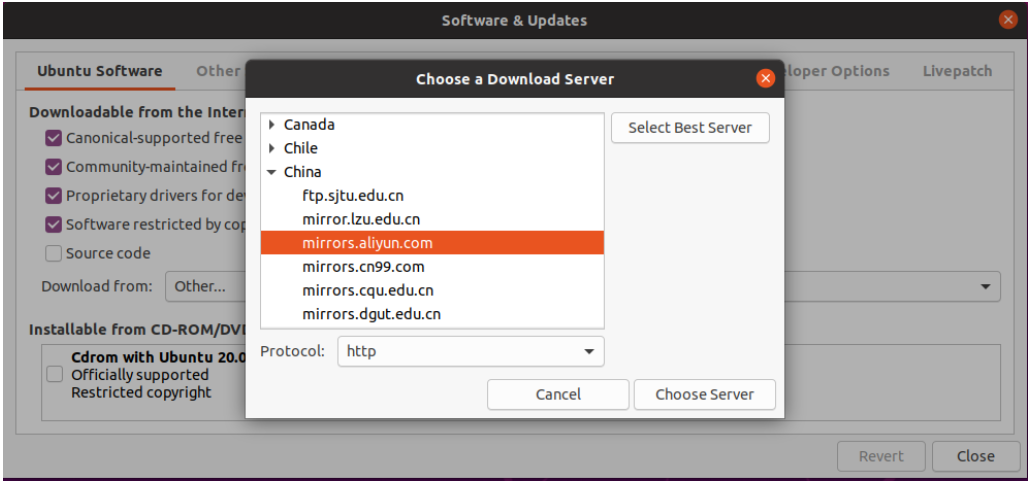 Software & Updates
Ubuntu Software
Other
loper Options
Livepatch
Choose a Download Server
Downloadable from the Inter
Canonical-supported free
Community-maintained fr
Proprietary drivers for de
Software restricted by cop
Source code
Download from:
Other...
Installable from CD-ROM/DV
Cdrom with Ubuntu 20.0
Officially supported
Restricted copyright
Canada
Chile
China
ftp.sjtu.edu.cn
mirror.lzu.edu.cn
mirrors.aliyun.com
mirrors.cn99.com
mirrors.cqu.edu.cn
mirrors.dgut.edu.cn
Select Best Server
Protocol:
http
Cancel
Choose Server
Revert
Close